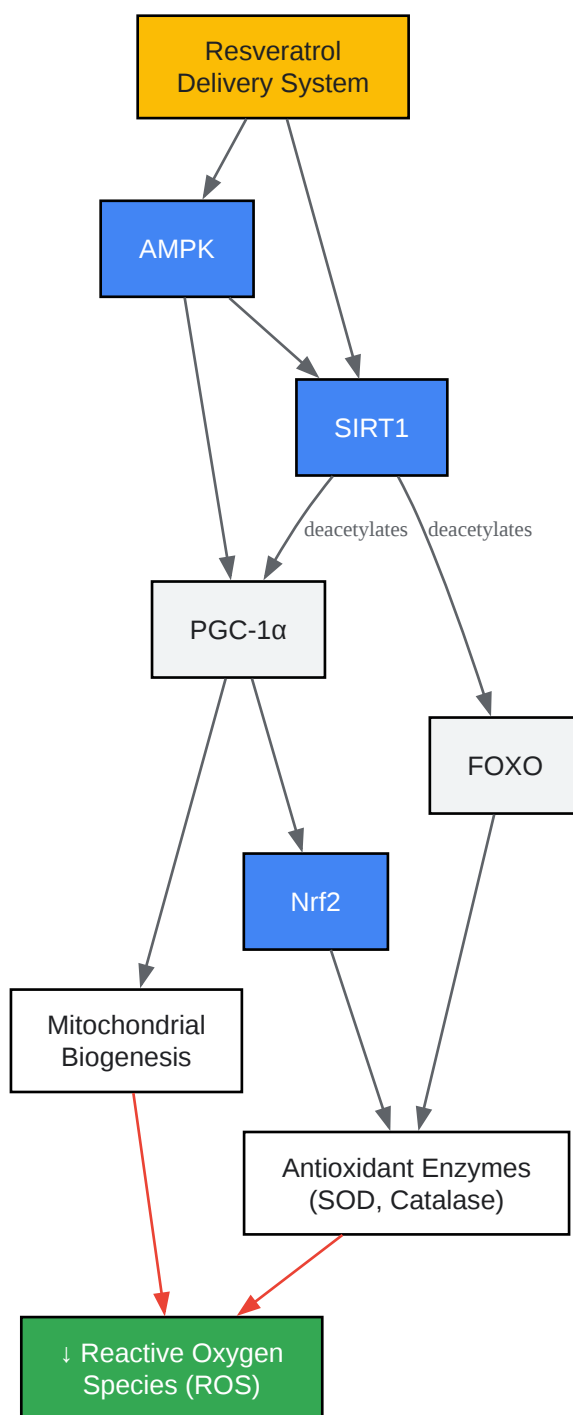 Resveratrol
Delivery System
AMPK
SIRT1
deacetylates
deacetylates
PGC-1α
FOXO
Nrf2
Mitochondrial
Biogenesis
Antioxidant Enzymes
(SOD, Catalase)
↓ Reactive Oxygen
Species (ROS)